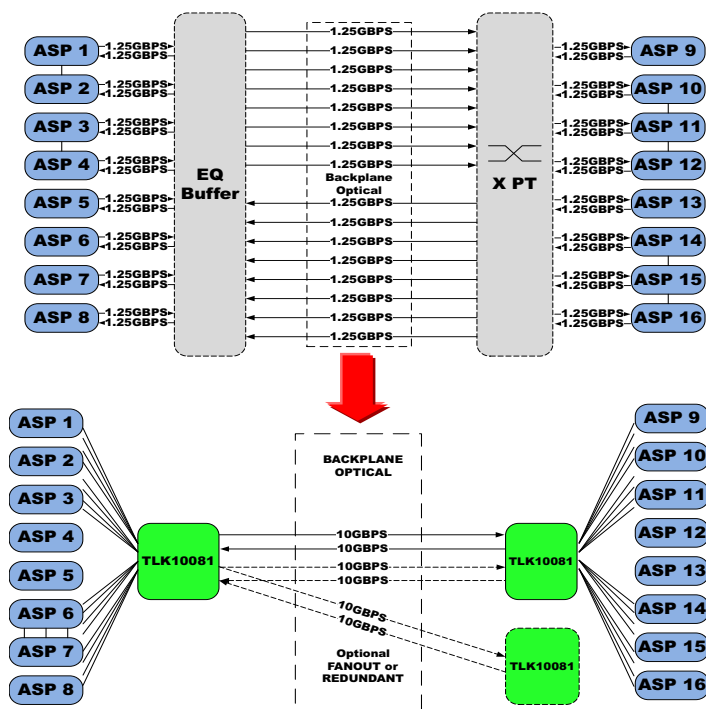 ASP 1
1.25GBPS
1.25GBPS
ASP 2
1.25GBPS
1.25GBPS
ASP 3
1.25GBPS
1.25GBPS
ASP 4
1.25GBPS
1.25GBPS
ASP 5
1.25GBPS
1.25GBPS
ASP 6
1.25GBPS
1.25GBPS
ASP 7
1.25GBPS
1.25GBPS
ASP 8
1.25GBPS
1.25GBPS
EQ
Buffer
1.25GBPS
1.25GBPS
1.25GBPS
1.25GBPS
1.25GBPS
1.25GBPS
1.25GBPS
1.25GBPS
Backplane
Optical
1.25GBPS
1.25GBPS
1.25GBPS
1.25GBPS
1.25GBPS
1.25GBPS
1.25GBPS
1.25GBPS
X PT
1.25GBPS
1.25GBPS
ASP 9
1.25GBPS
1.25GBPS
ASP 10
1.25GBPS
1.25GBPS
ASP 11
1.25GBPS
1.25GBPS
ASP 12
1.25GBPS
1.25GBPS
ASP 13
1.25GBPS
1.25GBPS
ASP 14
1.25GBPS
1.25GBPS
ASP 15
1.25GBPS
1.25GBPS
ASP 16
ASP 1
ASP 2
ASP 3
ASP 4
ASP 5
ASP 6
ASP 7
ASP 8
TLK10081
BACKPLANE
OPTICAL
10GBPS
10GBPS
10GBPS
10GBPS
10GBPS
10GBPS
Optional
FANOUT or
REDUNDANT
TLK10081
TLK10081
ASP 9
ASP 10
ASP 11
ASP 12
ASP 13
ASP 14
ASP 15
ASP 16